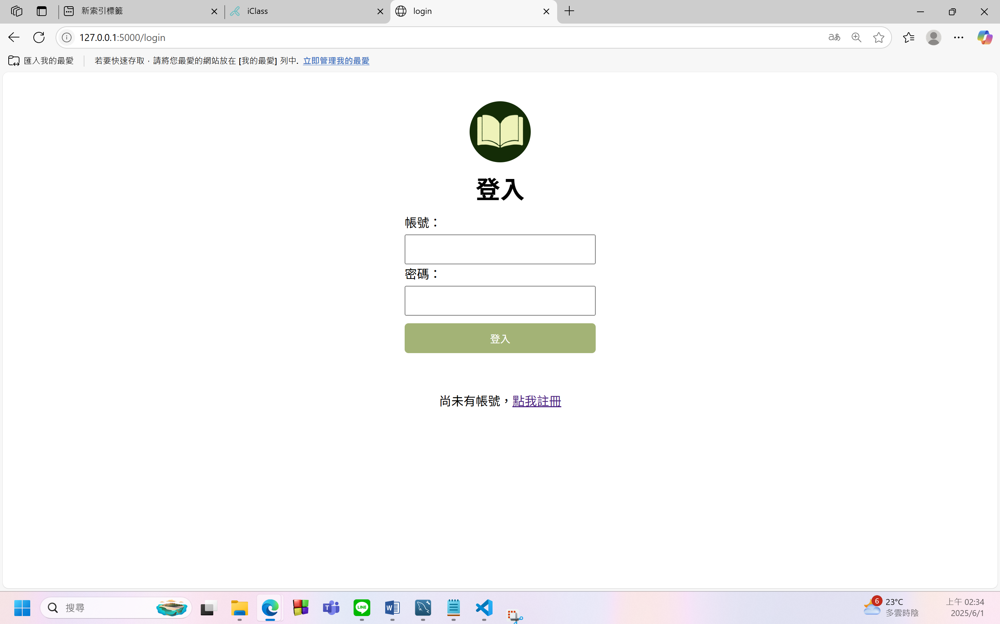 新索引標籤
iClass
login
127.0.0.1:5000/login
aあ
匯入我的最愛
若要快速存取，請將您最愛的網站放在 [我的最愛] 列中. 立即管理我的最愛
登入
帳號：
密碼：
登入
尚未有帳號，點我註冊
搜尋
T
LINE
W
6
23°C
多雲時陰
上午 02:34
2025/6/1